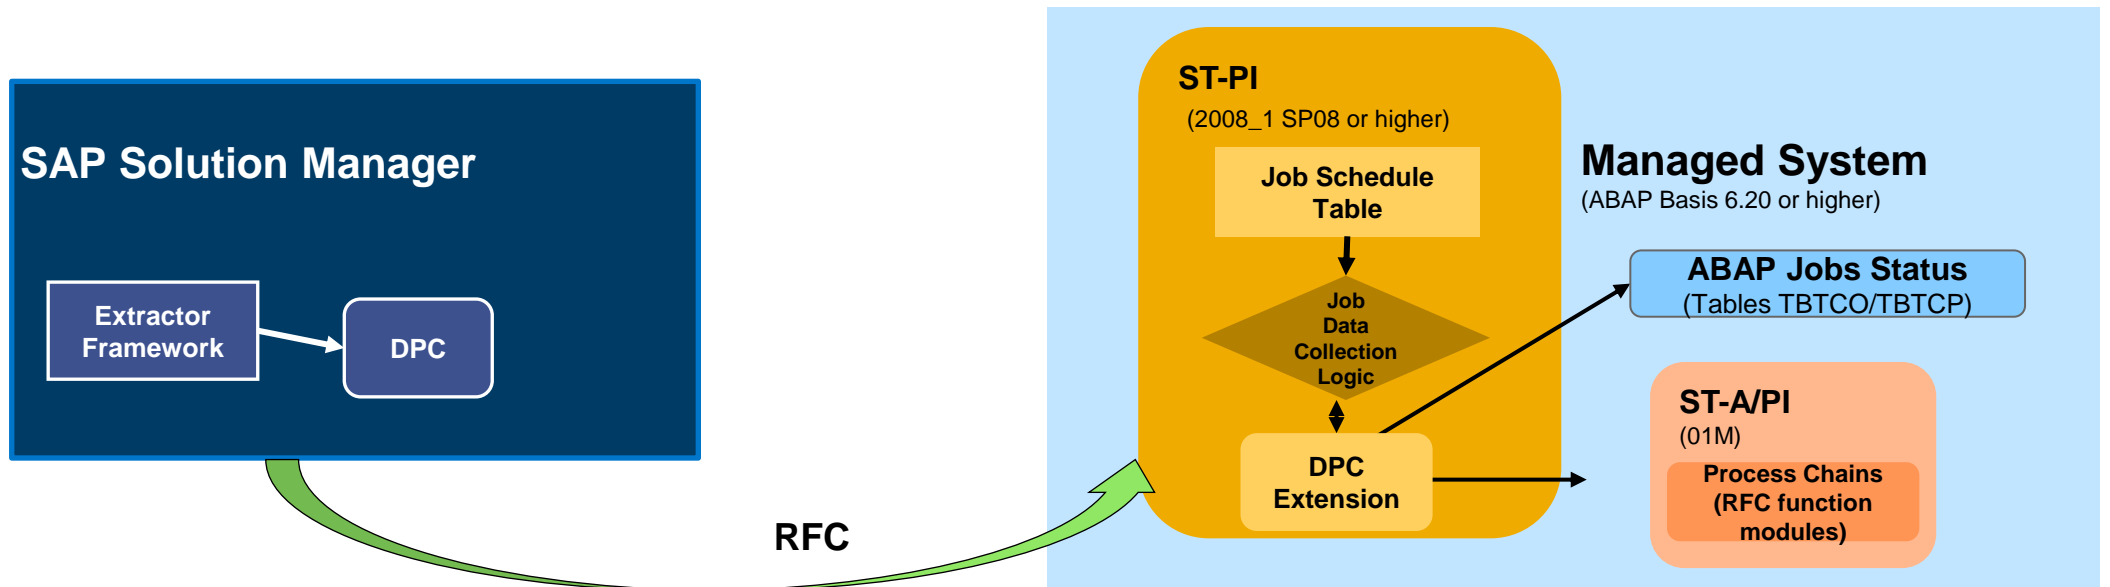 SAP Solution Manager
Extractor
Framework
DPC
RFC
ST-PI
(2008_1 SP08 or higher)
Job Schedule
Table
Job
Data
Collection
Logic
DPC
Extension
Managed System
(ABAP Basis 6.20 or higher)
ABAP Jobs Status
(Tables TBTCO/TBTCP)
ST-A/PI
(01M)
Process Chains
(RFC function
modules)